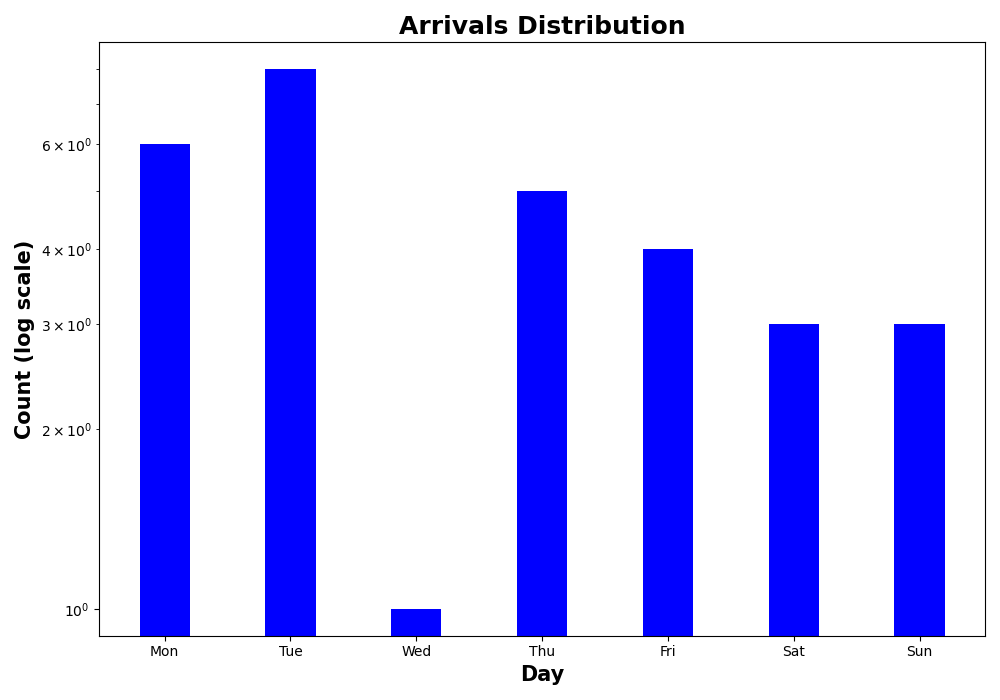 Arrivals Distribution
Count (log scale)
6 × 10⁰
4 × 10⁰
3 × 10⁰
2 × 10⁰
10⁰
Mon Tue Wed Thu Fri Sat Sun
Day